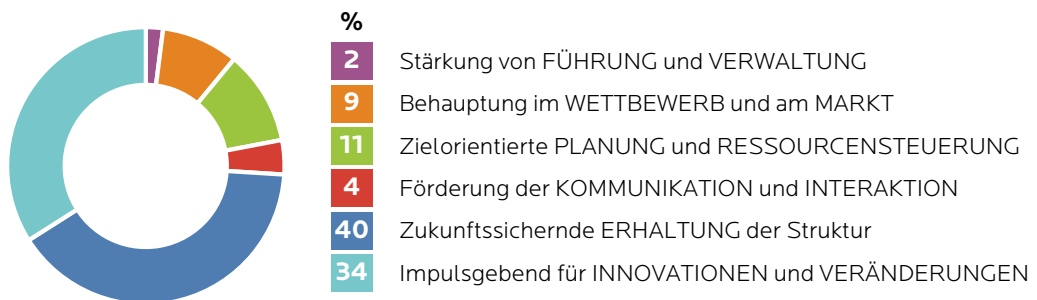 %
2 Stärkung von FÜHRUNG und VERWALTUNG
9 Behauptung im WETTBEWERB und am MARKT
11 Zielorientierte PLANUNG und RESSOURCENSTEUERUNG
4 Förderung der KOMMUNIKATION und INTERAKTION
40 Zukunftssichernde ERHALTUNG der Struktur
34 Impulsgebend für INNOVATIONEN und VERÄNDERUNGEN